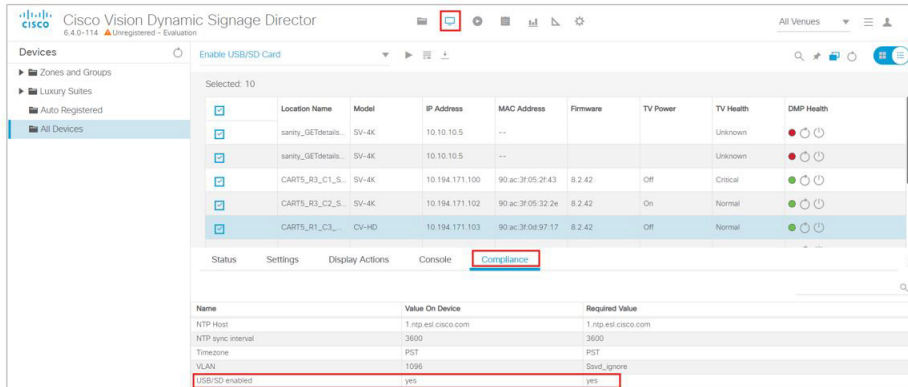 cisco Cisco Vision Dynamic Signage Director All Venues
6.4.0-114 Unregistered - Evaluation
Devices
Zones and Groups
Luxury Suites
Auto Registered
All Devices
Enable USB/SD Card
Selected: 10
Location Name Model IP Address MAC Address Firmware TV Power TV Health DMP Health
sanity_GETdetails... SV-4K 10.10.10.5 -- Unknown
sanity_GETdetails... SV-4K 10.10.10.5 -- Unknown
CART5_R3_C1_S... SV-4K 10.194.171.100 90:ac:3f:05:2f:43 8.2.42 Off Critical
CART5_R3_C2_S... SV-4K 10.194.171.102 90:ac:3f:05:32:2e 8.2.42 On Normal
CART5_R1_C3_... CV-HD 10.194.171.103 90:ac:3f:0d:97:17 8.2.42 Off Normal
Status Settings Display Actions Console Compliance
Name Value On Device Required Value
NTP Host 1.ntp.esl.cisco.com 1.ntp.esl.cisco.com
NTP sync interval 3600 3600
Timezone PST PST
VLAN 1096 Ssvd_ignore
USB/SD enabled yes yes